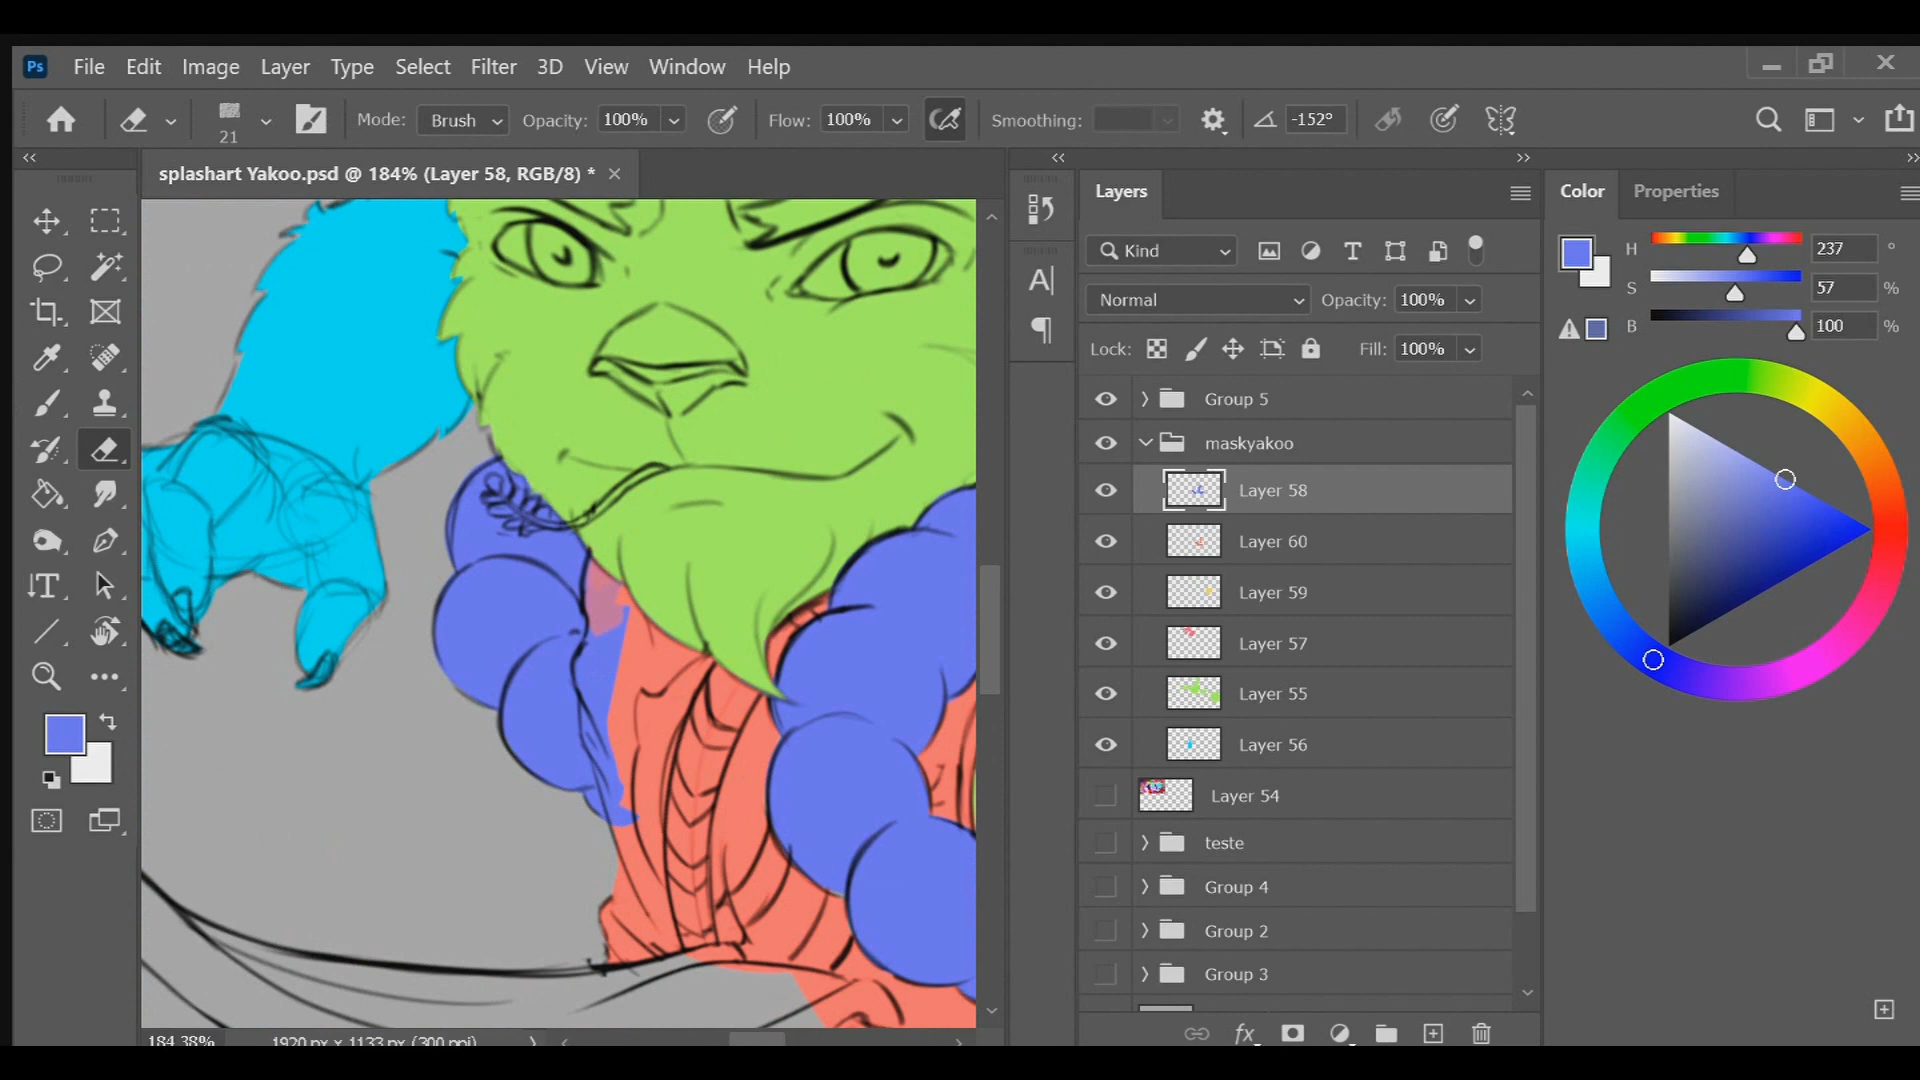 Ps File Edit Image Layer Type Select Filter 3D View Window Help
21 Mode: Brush Opacity: 100% Flow: 100% Smoothing: -152°
splashart Yakoo.psd @ 184% (Layer 58, RGB/8) *
Layers
Color Properties
Kind
H 237 °
Normal Opacity: 100%
S 57 %
B 100 %
Lock: Fill: 100%
Group 5
maskyakoo
Layer 58
Layer 60
Layer 59
Layer 57
Layer 55
Layer 56
Layer 54
teste
Group 4
Group 2
Group 3
184.38% 1920 px x 1133 px (300 ppi)
fx